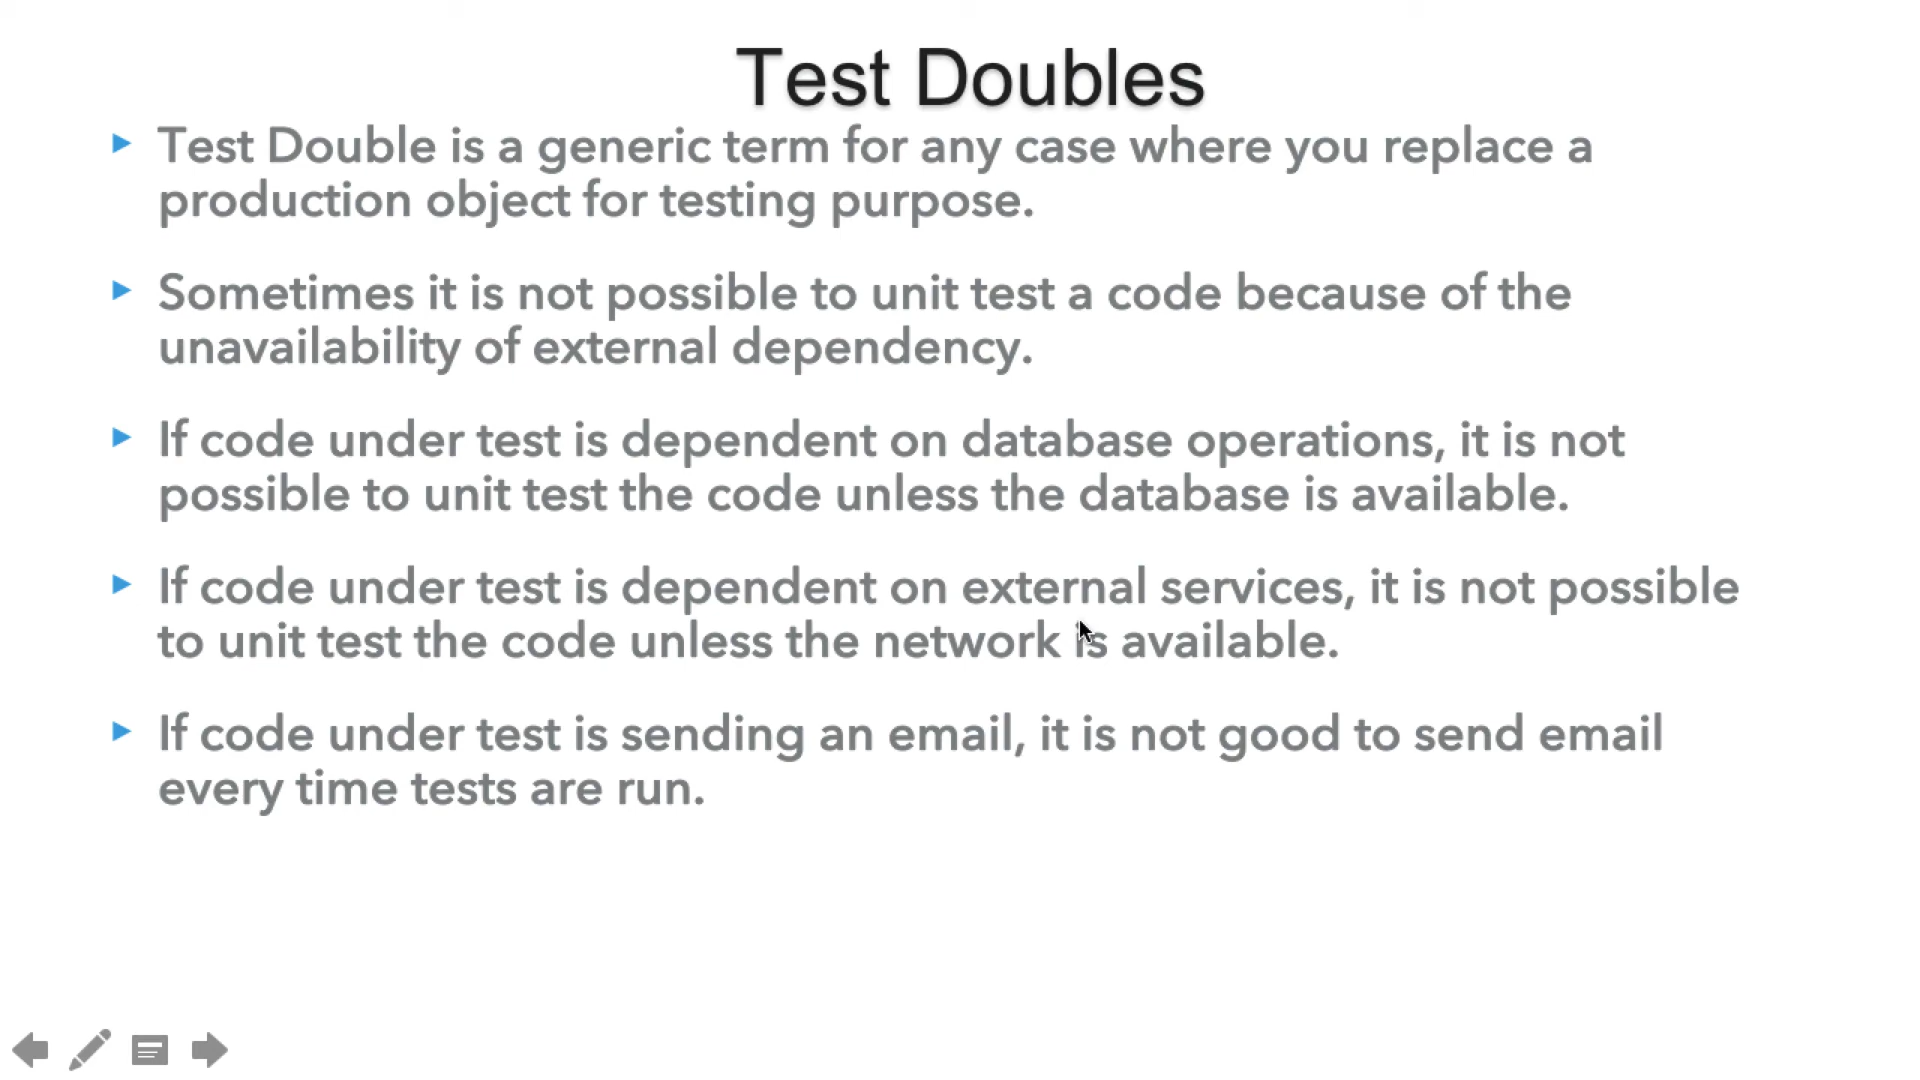 Test Doubles
Test Double is a generic term for any case where you replace a
production object for testing purpose.
Sometimes it is not possible to unit test a code because of the
unavailability of external dependency.
If code under test is dependent on database operations, it is not
possible to unit test the code unless the database is available.
If code under test is dependent on external services, it is not possible
to unit test the code unless the network is available.
If code under test is sending an email, it is not good to send email
every time tests are run.